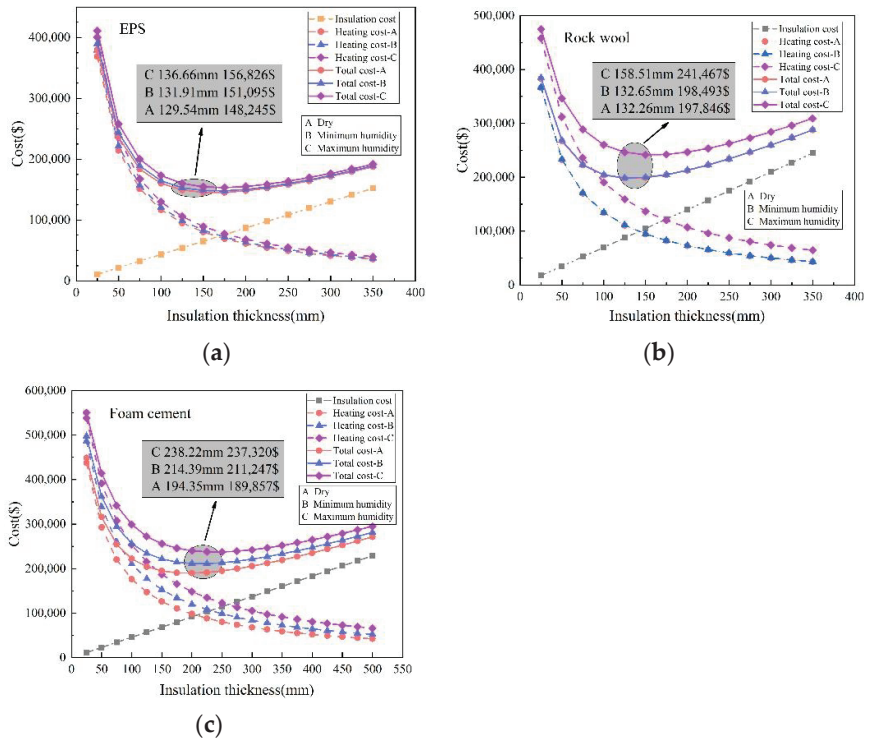 EPS
C 136.66mm 156,826$
B 131.91mm 151,095$
A 129.54mm 148,245$
Insulation cost
Heating cost-A
Heating cost-B
Heating cost-C
Total cost-A
Total cost-B
Total cost-C
A Dry
B Minimum humidity
C Maximum humidity
Cost($)
400,000
300,000
200,000
100,000
0
0 50 100 150 200 250 300 350 400
Insulation thickness(mm)
(a)
Rock wool
C 158.51mm 241,467$
B 132.65mm 198,493$
A 132.26mm 197,846$
Insulation cost
Heating cost-A
Heating cost-B
Heating cost-C
Total cost-A
Total cost-B
Total cost-C
A Dry
B Minimum humidity
C Maximum humidity
Cost($)
500,000
400,000
300,000
200,000
100,000
0
0 50 100 150 200 250 300 350 400
Insulation thickness(mm)
(b)
Foam cement
C 238.22mm 237,320$
B 214.39mm 211,247$
A 194.35mm 189,857$
Insulation cost
Heating cost-A
Heating cost-B
Heating cost-C
Total cost-A
Total cost-B
Total cost-C
A Dry
B Minimum humidity
C Maximum humidity
Cost($)
600,000
500,000
400,000
300,000
200,000
100,000
0
0 50 100 150 200 250 300 350 400 450 500 550
Insulation thickness(mm)
(c)